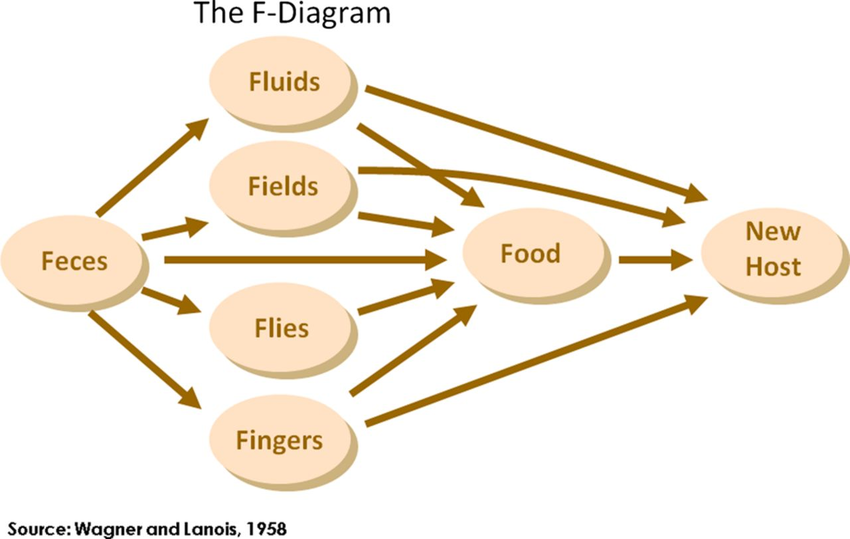 The F-Diagram
Fluids
Fields
Feces
Food
New
Host
Flies
Fingers
Source: Wagner and Lanois, 1958